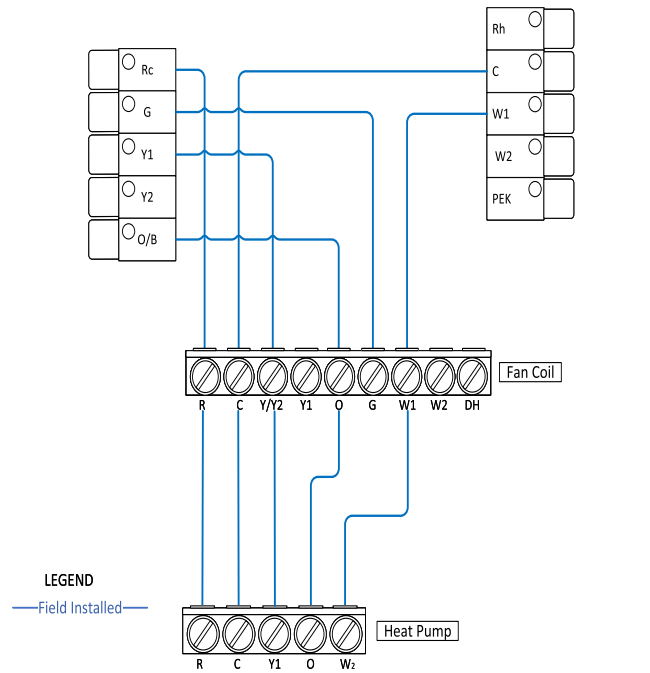 Rh
Rc
C
G
W1
Y1
W2
Y2
PEK
O/B
Fan Coil
R C Y/Y2 Y1 O G W1 W2 DH
LEGEND
Field Installed
Heat Pump
R C Y1 O W₂